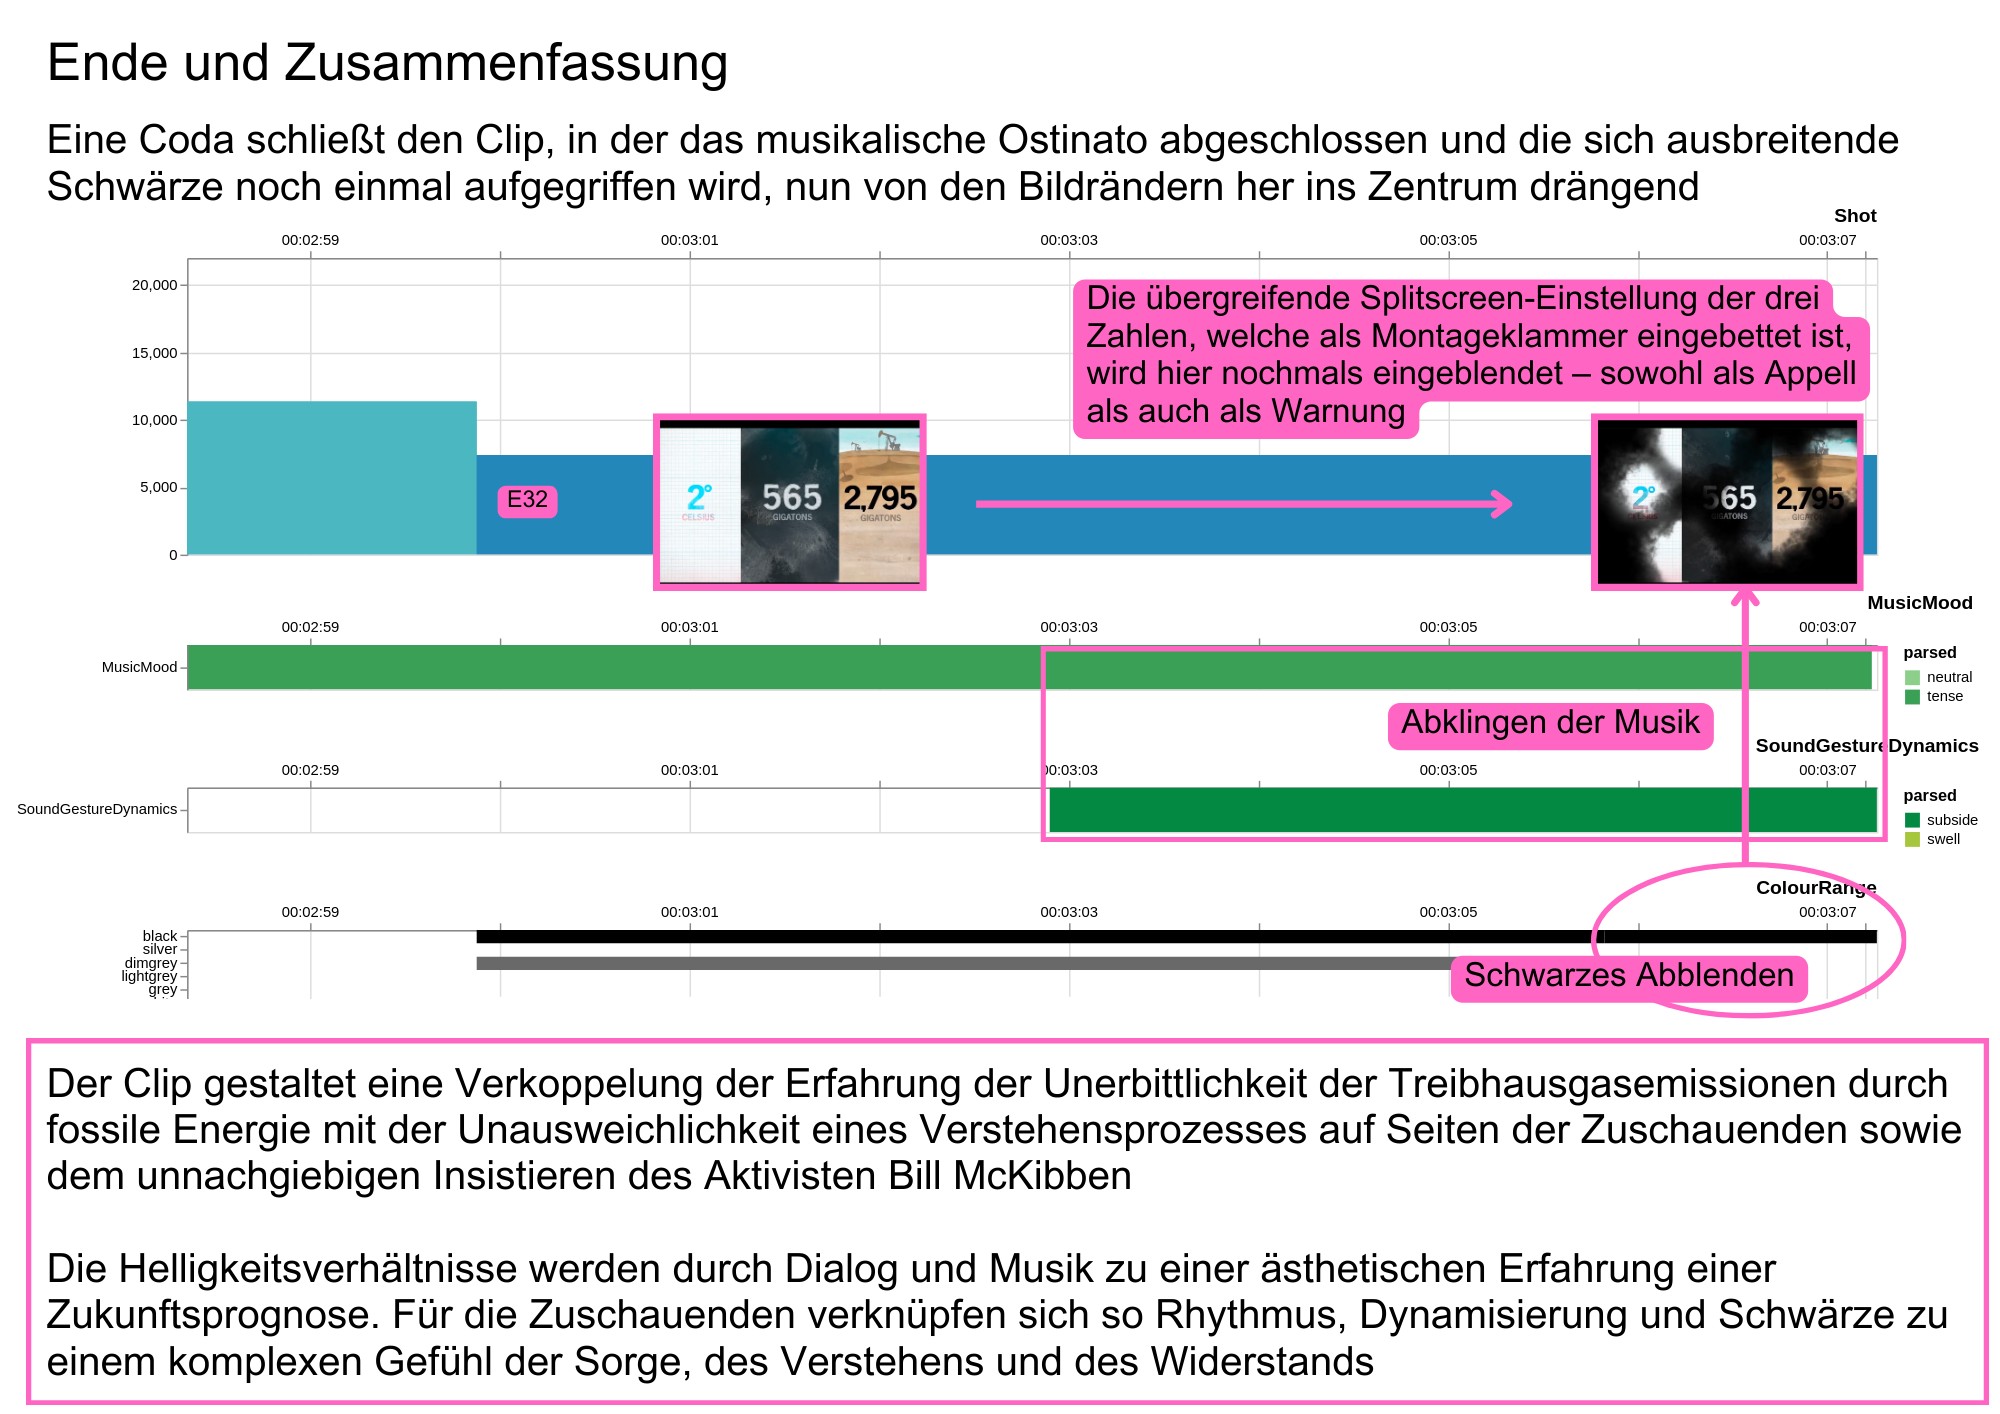 Ende und Zusammenfassung
Eine Coda schließt den Clip, in der das musikalische Ostinato abgeschlossen und die sich ausbreitende
Schwärze noch einmal aufgegriffen wird, nun von den Bildrändern her ins Zentrum drängend
Shot
00:02:59 00:03:01 00:03:03 00:03:05 00:03:07
20,000
15,000
10,000
5,000
0
Die übergreifende Splitscreen-Einstellung der drei
Zahlen, welche als Montageklammer eingebettet ist,
wird hier nochmals eingeblendet – sowohl als Appell
als auch als Warnung
E32
2° 565 2,795
CELSIUS GIGATONS GIGATONS
2° 565 2,795
GIGATONS
MusicMood
00:02:59 00:03:01 00:03:03 00:03:05 00:03:07
MusicMood
parsed
neutral
tense
Abklingen der Musik
SoundGestureDynamics
00:02:59 00:03:01 00:03:03 00:03:05 00:03:07
SoundGestureDynamics
parsed
subside
swell
ColourRange
00:02:59 00:03:01 00:03:03 00:03:05 00:03:07
black
silver
dimgrey
lightgrey
grey
Schwarzes Abblenden
Der Clip gestaltet eine Verkoppelung der Erfahrung der Unerbittlichkeit der Treibhausgasemissionen durch
fossile Energie mit der Unausweichlichkeit eines Verstehensprozesses auf Seiten der Zuschauenden sowie
dem unnachgiebigen Insistieren des Aktivisten Bill McKibben
Die Helligkeitsverhältnisse werden durch Dialog und Musik zu einer ästhetischen Erfahrung einer
Zukunftsprognose. Für die Zuschauenden verknüpfen sich so Rhythmus, Dynamisierung und Schwärze zu
einem komplexen Gefühl der Sorge, des Verstehens und des Widerstands